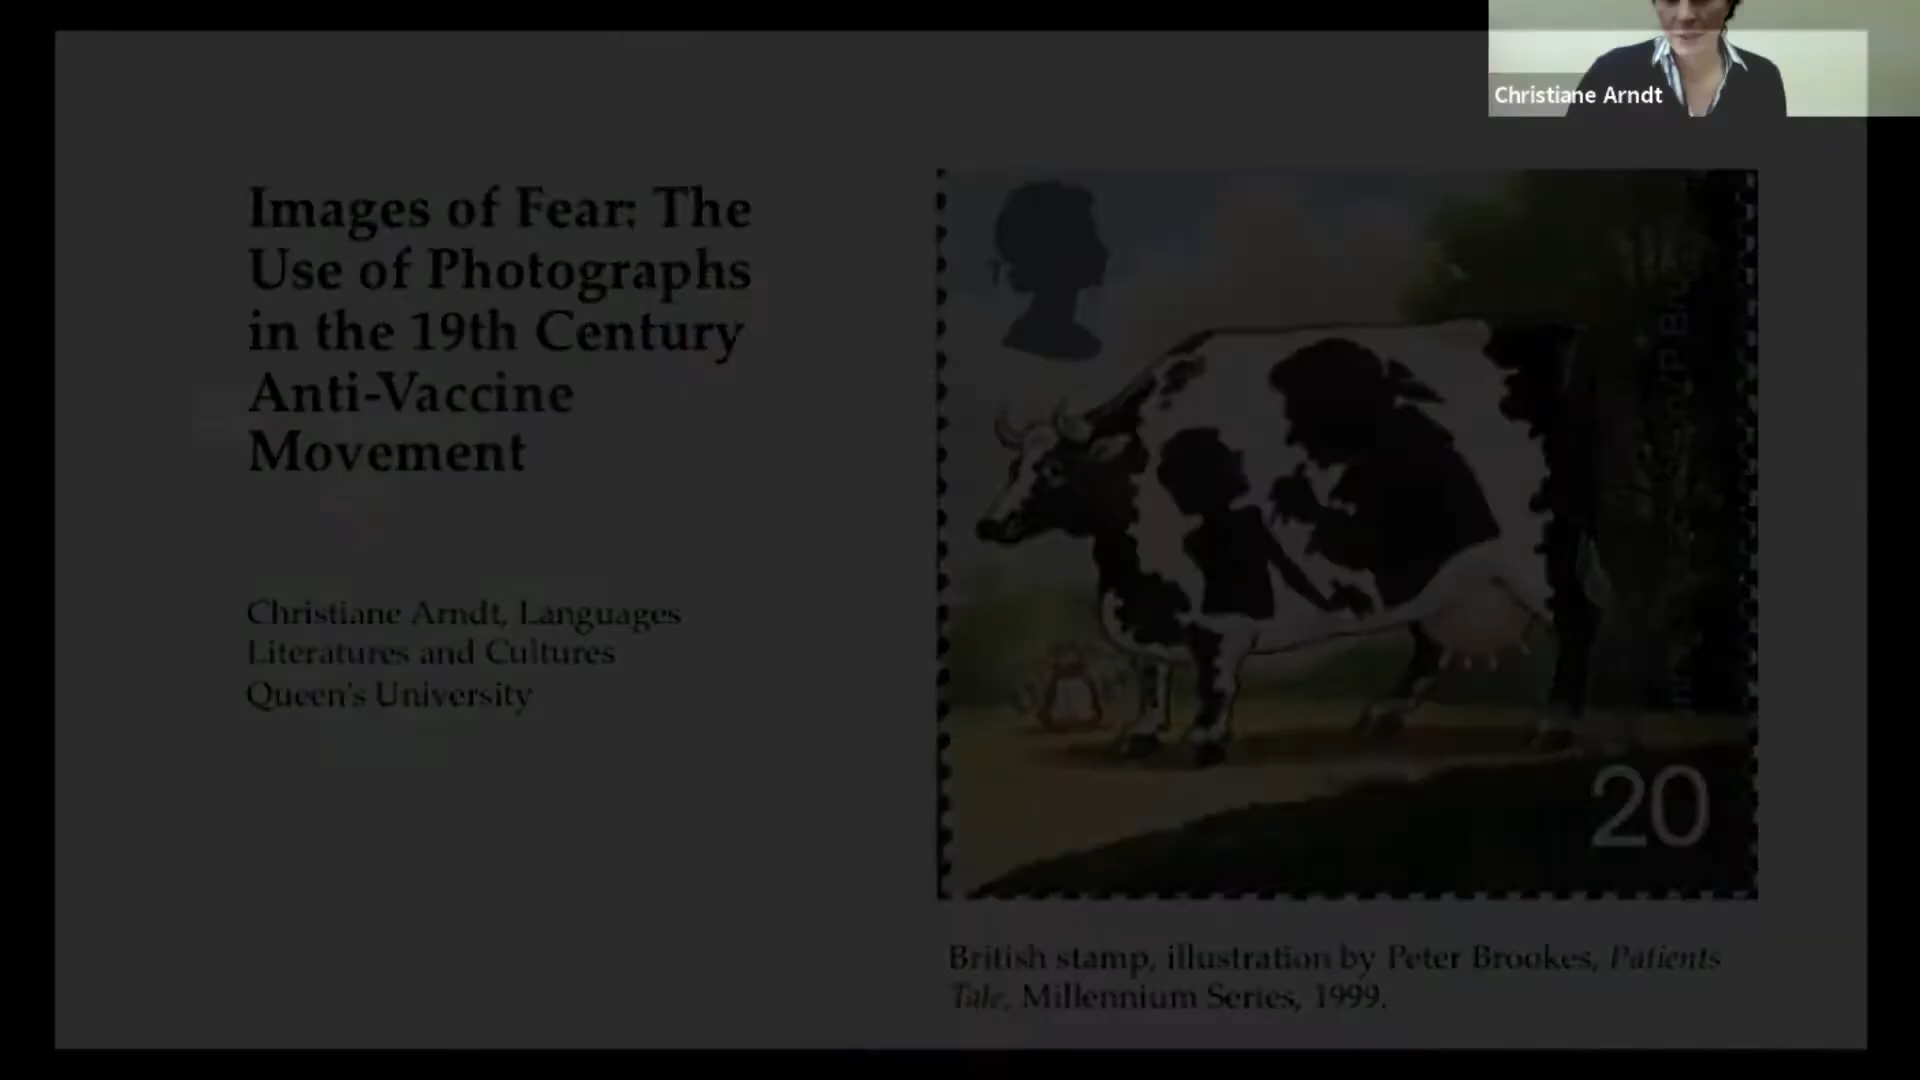 Christiane Arndt
Images of Fear: The
Use of Photographs
in the 19th Century
Anti-Vaccine
Movement
Christiane Arndt, Languages
Literatures and Cultures
Queen's University
20
British stamp, illustration by Peter Brookes, Patients
Tale, Millennium Series, 1999.